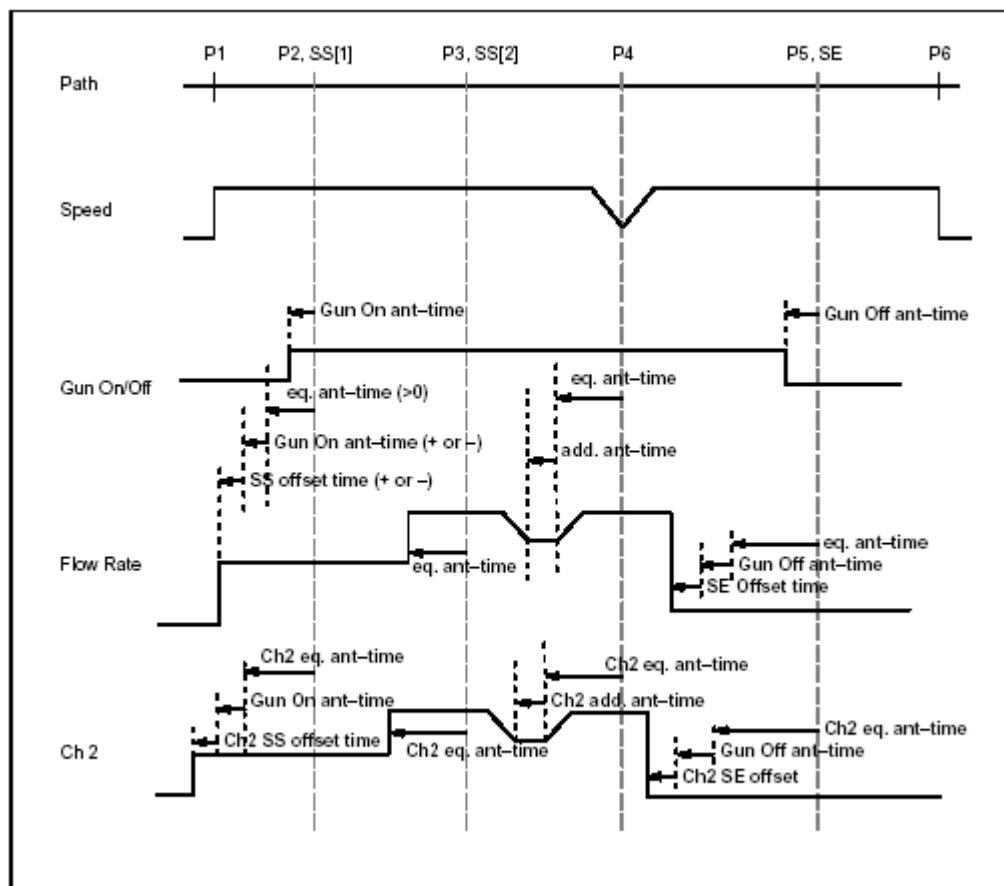 P1 P2, SS[1] P3, SS[2] P4 P5, SE P6
Path
Speed
Gun On ant–time
Gun Off ant–time
Gun On/Off
eq. ant–time (>0)
eq. ant–time
Gun On ant–time (+ or –)
add. ant–time
SS offset time (+ or –)
Flow Rate
eq. ant–time
eq. ant–time
Gun Off ant–time
SE Offset time
Ch2 eq. ant–time
Ch2 eq. ant–time
Gun On ant–time
Ch2 add. ant–time
Ch 2
Ch2 SS offset time
Ch2 eq. ant–time
Ch2 eq. ant–time
Gun Off ant–time
Ch2 SE offset